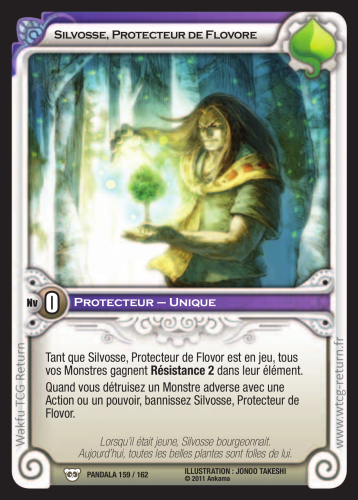 Silvosse, Protecteur de Flovore
Nv 0 Protecteur – Unique
Tant que Silvosse, Protecteur de Flovor est en jeu, tous
vos Monstres gagnent Résistance 2 dans leur élément.
Quand vous détruisez un Monstre adverse avec une
Action ou un pouvoir, bannissez Silvosse, Protecteur de
Flovor.
Lorsqu'il était jeune, Silvosse bourgeonnait.
Aujourd'hui, toutes les belles plantes sont folles de lui.
PANDALA 159 / 162
ILLUSTRATION : JONOO TAKESHI
© 2011 Ankama
Wakfu TCG Return
www.wtcg-return.fr